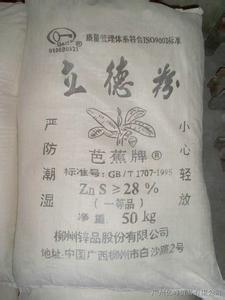 质量管理体系符合ISO9002标准
立德粉
严防潮湿
小心轻放
芭蕉牌
标准号:GB/T 1707-1995
Zn S≥28%
(一等品)
净重:50kg
柳州锌品股份有限公司
地址:中国广西柳州市白沙路2号